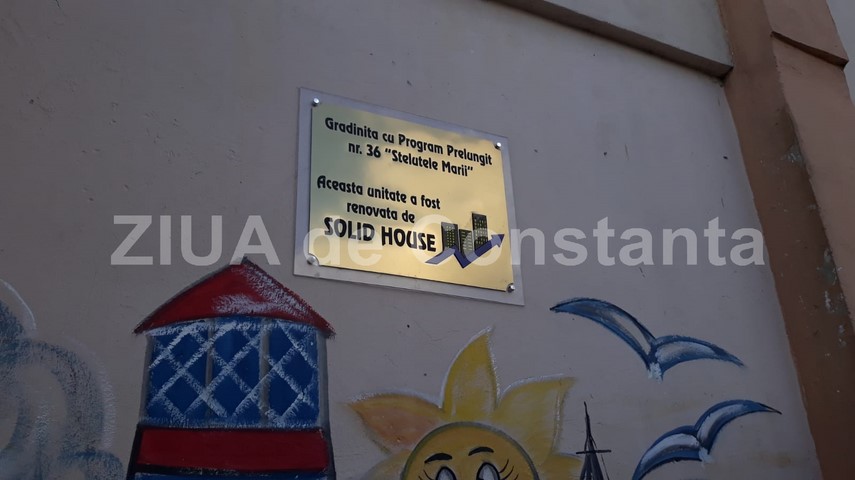 Gradinita cu Program Prelungit
nr. 36 "Stelutele Marii"
Aceasta unitate a fost
renovata de
SOLID HOUSE
ZIUA de Constanta